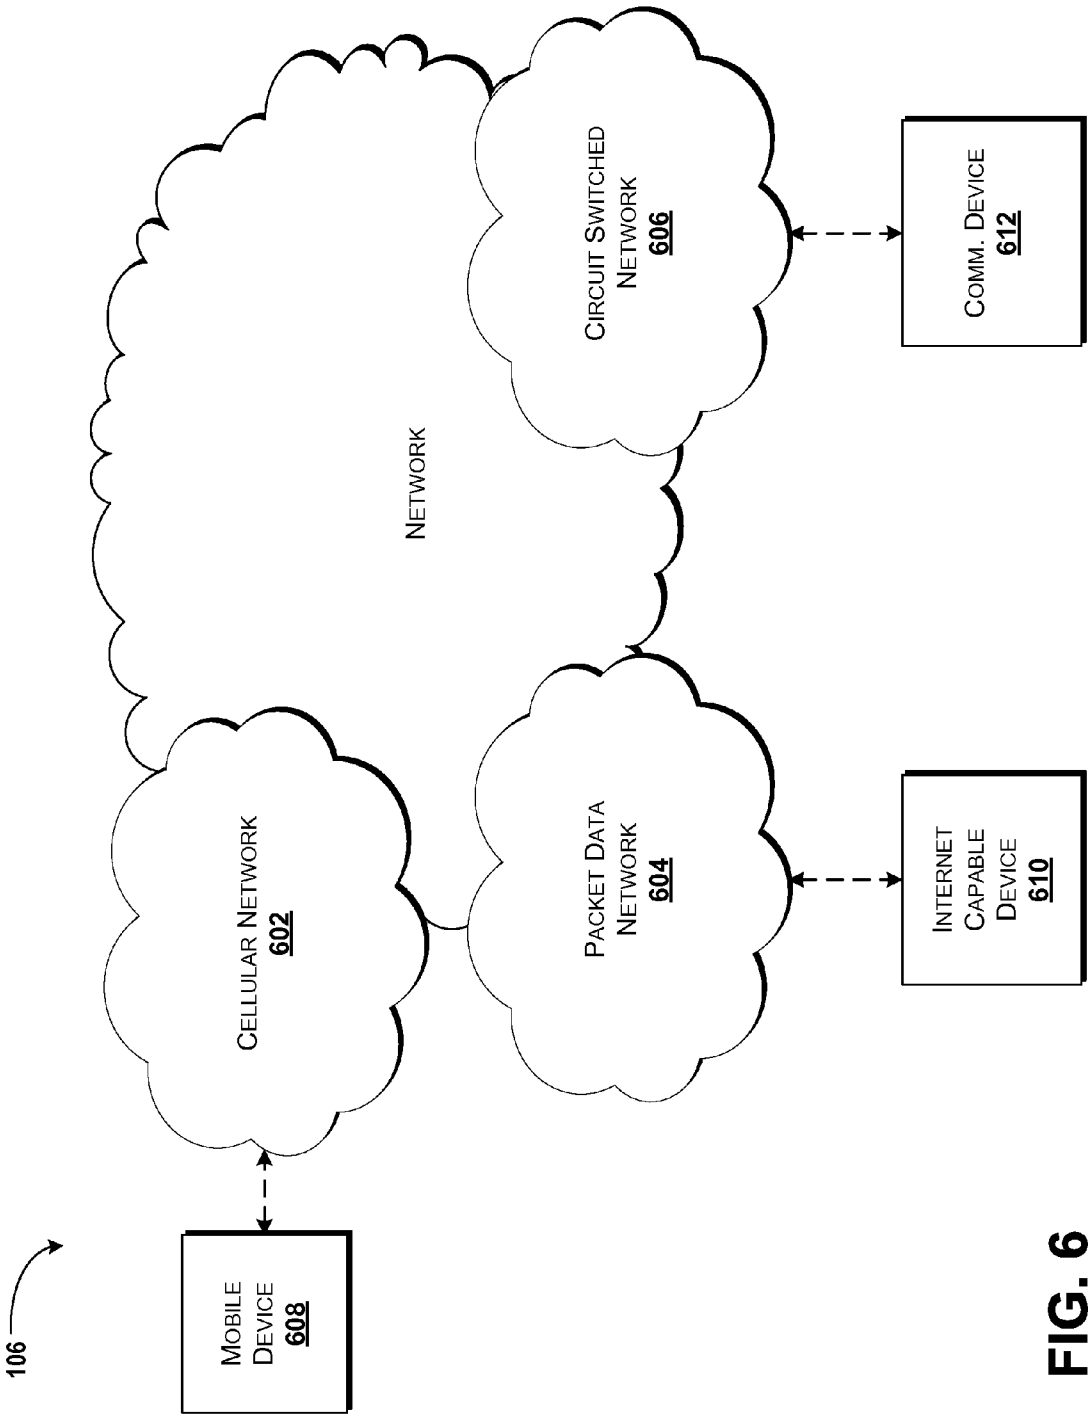 106
MOBILE
DEVICE
608
CELLULAR NETWORK
602
NETWORK
PACKET DATA
NETWORK
604
CIRCUIT SWITCHED
NETWORK
606
INTERNET
CAPABLE
DEVICE
610
COMM. DEVICE
612
FIG. 6